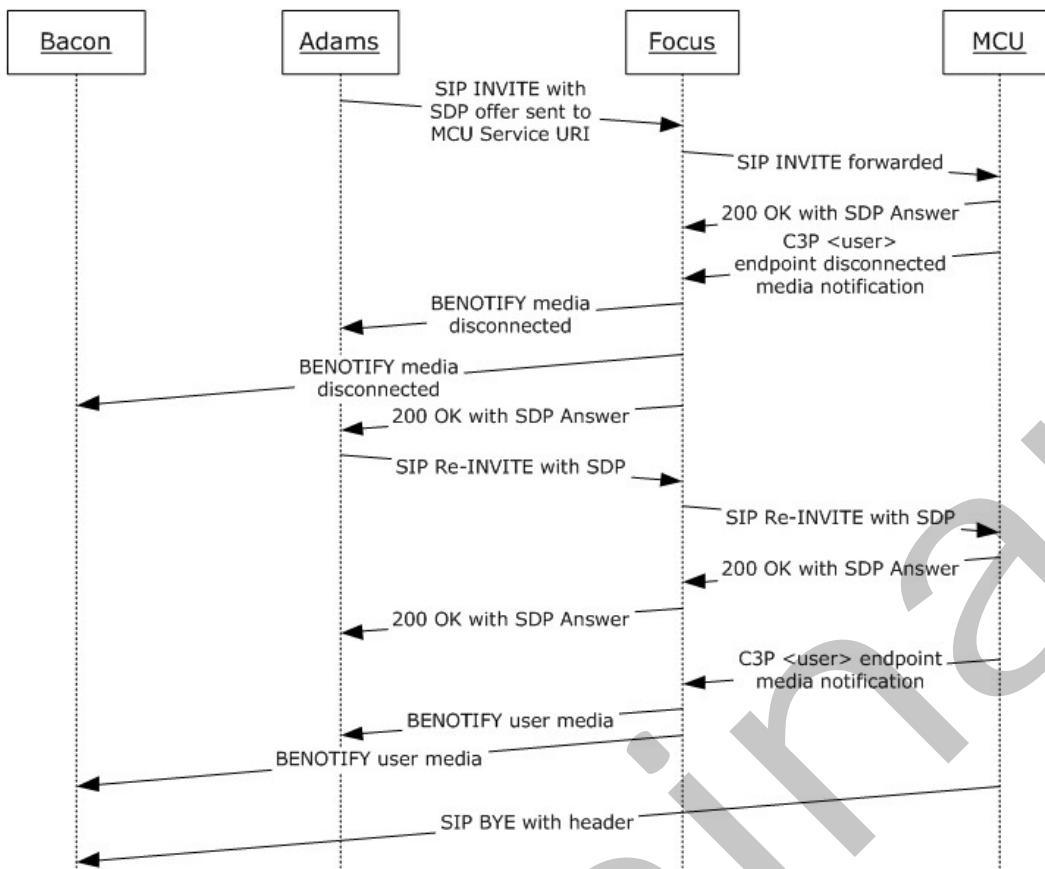 Bacon
Adams
Focus
MCU
SIP INVITE with
SDP offer sent to
MCU Service URI
SIP INVITE forwarded
200 OK with SDP Answer
C3P <user>
endpoint disconnected
media notification
BENOTIFY media
disconnected
BENOTIFY media
disconnected
200 OK with SDP Answer
SIP Re-INVITE with SDP
SIP Re-INVITE with SDP
200 OK with SDP Answer
200 OK with SDP Answer
C3P <user> endpoint
media notification
BENOTIFY user media
BENOTIFY user media
SIP BYE with header